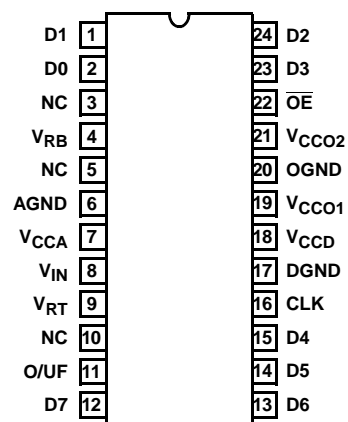 D1 1 24 D2
D0 2 23 D3
NC 3 22 O̅E̅
VRB 4 21 VCCO2
NC 5 20 OGND
AGND 6 19 VCCO1
VCCA 7 18 VCCD
VIN 8 17 DGND
VRT 9 16 CLK
NC 10 15 D4
O/UF 11 14 D5
D7 12 13 D6